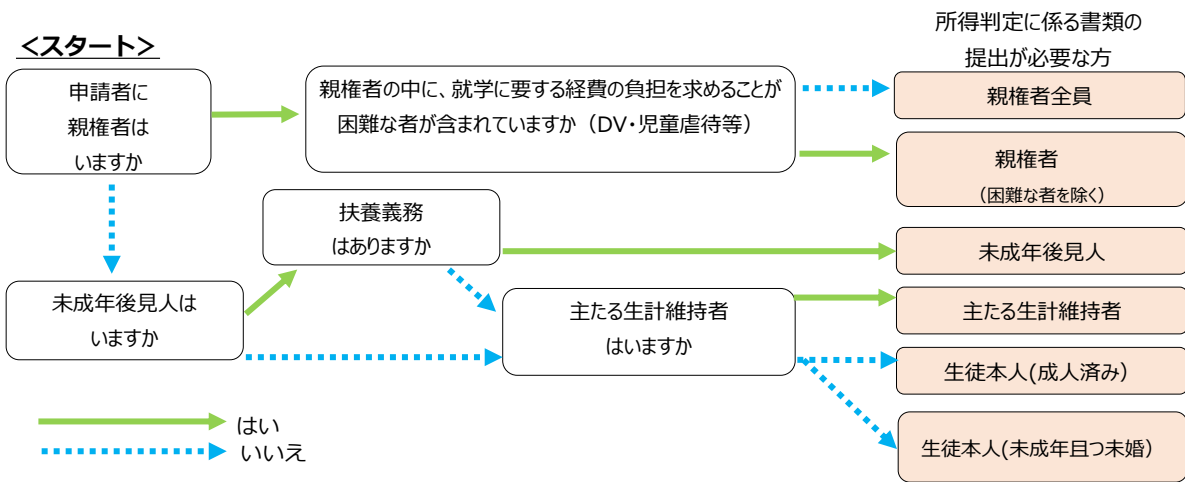 所得判定に係る書類の
提出が必要な方
<スタート>
申請者に
親権者は
いますか
親権者の中に、就学に要する経費の負担を求めることが
困難な者が含まれていますか（DV・児童虐待等）
親権者全員
親権者
（困難な者を除く）
扶養義務
はありますか
未成年後見人
未成年後見人は
いますか
主たる生計維持者
はいますか
主たる生計維持者
生徒本人(成人済み）
生徒本人(未成年且つ未婚）
はい
いいえ